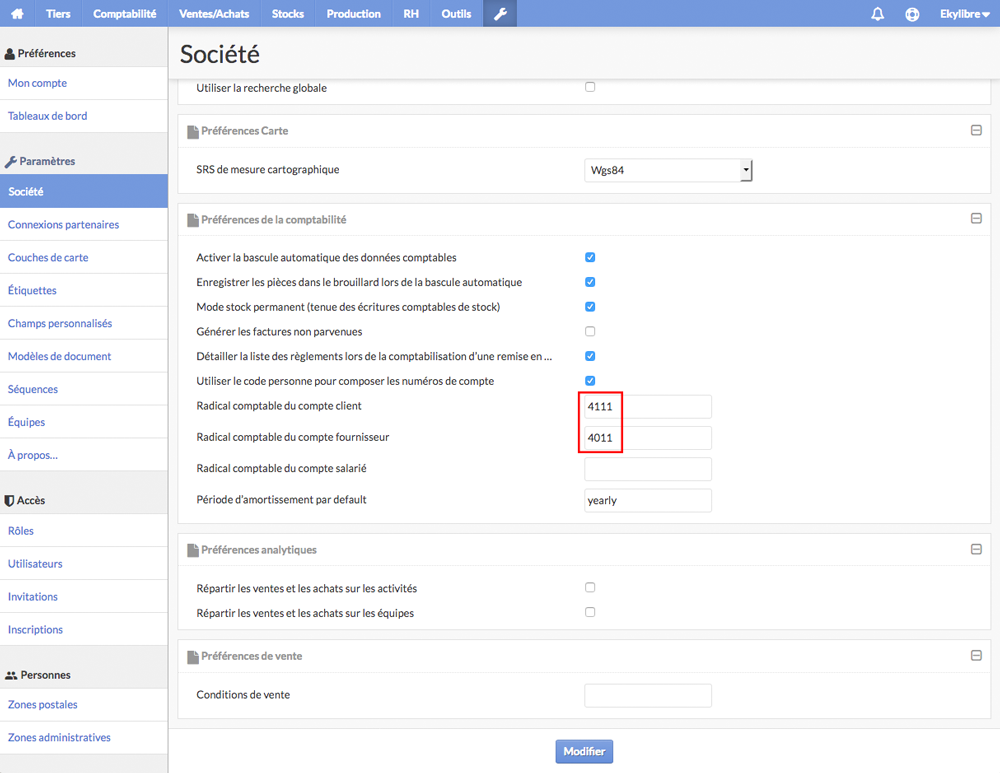 Tiers Comptabilité Ventes/Achats Stocks Production RH Outils Ekylibre
Préférences
Mon compte
Tableaux de bord
Paramètres
Société
Connexions partenaires
Couches de carte
Étiquettes
Champs personnalisés
Modèles de document
Séquences
Équipes
À propos...
Accès
Rôles
Utilisateurs
Invitations
Inscriptions
Personnes
Zones postales
Zones administratives
Société
Utiliser la recherche globale
Préférences Carte
SRS de mesure cartographique Wgs84
Préférences de la comptabilité
Activer la bascule automatique des données comptables
Enregistrer les pièces dans le brouillard lors de la bascule automatique
Mode stock permanent (tenue des écritures comptables de stock)
Générer les factures non parvenues
Détailler la liste des règlements lors de la comptabilisation d'une remise en ...
Utiliser le code personne pour composer les numéros de compte
Radical comptable du compte client 4111
Radical comptable du compte fournisseur 4011
Radical comptable du compte salarié
Période d'amortissement par default yearly
Préférences analytiques
Répartir les ventes et les achats sur les activités
Répartir les ventes et les achats sur les équipes
Préférences de vente
Conditions de vente
Modifier